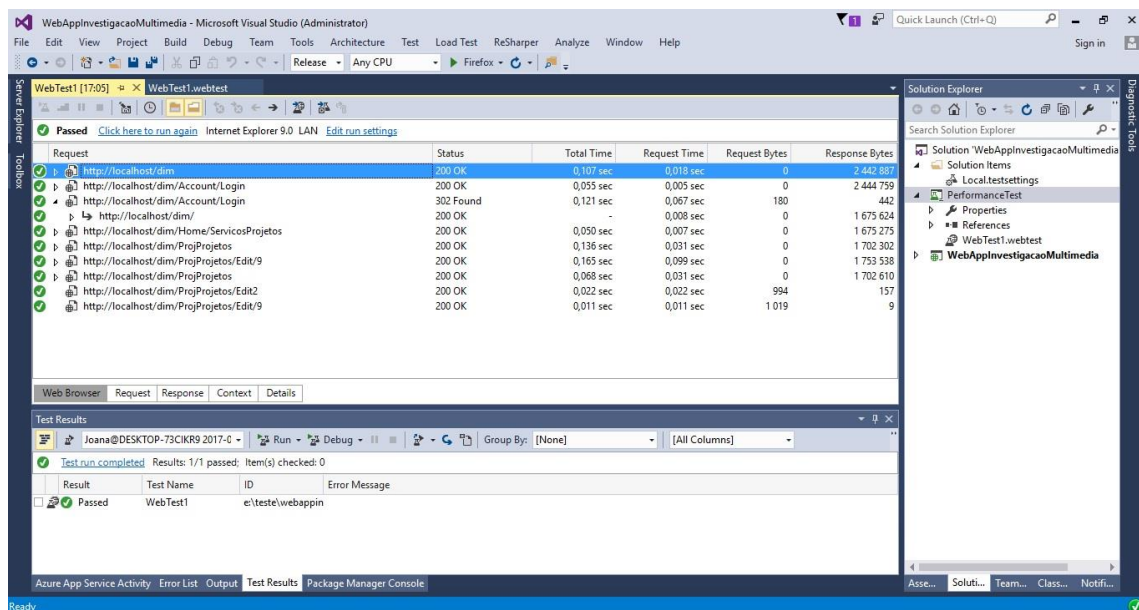 WebAppInvestigacaoMultimedia - Microsoft Visual Studio (Administrator)
1
Quick Launch (Ctrl+Q)
File Edit View Project Build Debug Team Tools Architecture Test Load Test ReSharper Analyze Window Help
Sign in
Release Any CPU Firefox
Server Explorer
Toolbox
WebTest1 [17:05] WebTest1.webtest
Passed Click here to run again Internet Explorer 9.0 LAN Edit run settings
Request Status Total Time Request Time Request Bytes Response Bytes
http://localhost/dim 200 OK 0,107 sec 0,018 sec 0 2 442 887
http://localhost/dim/Account/Login 200 OK 0,055 sec 0,005 sec 0 2 444 759
http://localhost/dim/Account/Login 302 Found 0,121 sec 0,067 sec 180 442
http://localhost/dim/ 200 OK - 0,008 sec 0 1 675 624
http://localhost/dim/Home/ServicosProjetos 200 OK 0,050 sec 0,007 sec 0 1 675 275
http://localhost/dim/ProjProjetos 200 OK 0,136 sec 0,031 sec 0 1 702 302
http://localhost/dim/ProjProjetos/Edit/9 200 OK 0,165 sec 0,099 sec 0 1 753 538
http://localhost/dim/ProjProjetos 200 OK 0,068 sec 0,031 sec 0 1 702 610
http://localhost/dim/ProjProjetos/Edit2 200 OK 0,022 sec 0,022 sec 994 157
http://localhost/dim/ProjProjetos/Edit/9 200 OK 0,011 sec 0,011 sec 1 019 9
Web Browser Request Response Context Details
Test Results
Joana@DESKTOP-73CIKR9 2017-0 Run Debug Group By: [None] [All Columns]
Test run completed Results: 1/1 passed; Item(s) checked: 0
Result Test Name ID Error Message
Passed WebTest1 e:\teste\webappin
Azure App Service Activity Error List Output Test Results Package Manager Console
Solution Explorer
Search Solution Explorer
Solution 'WebAppInvestigacaoMultimedia
Solution Items
Local.testsettings
PerformanceTest
Properties
References
WebTest1.webtest
WebAppInvestigacaoMultimedia
Asse... Soluti... Team... Class... Notifi...
Diagnostic Tools
Ready